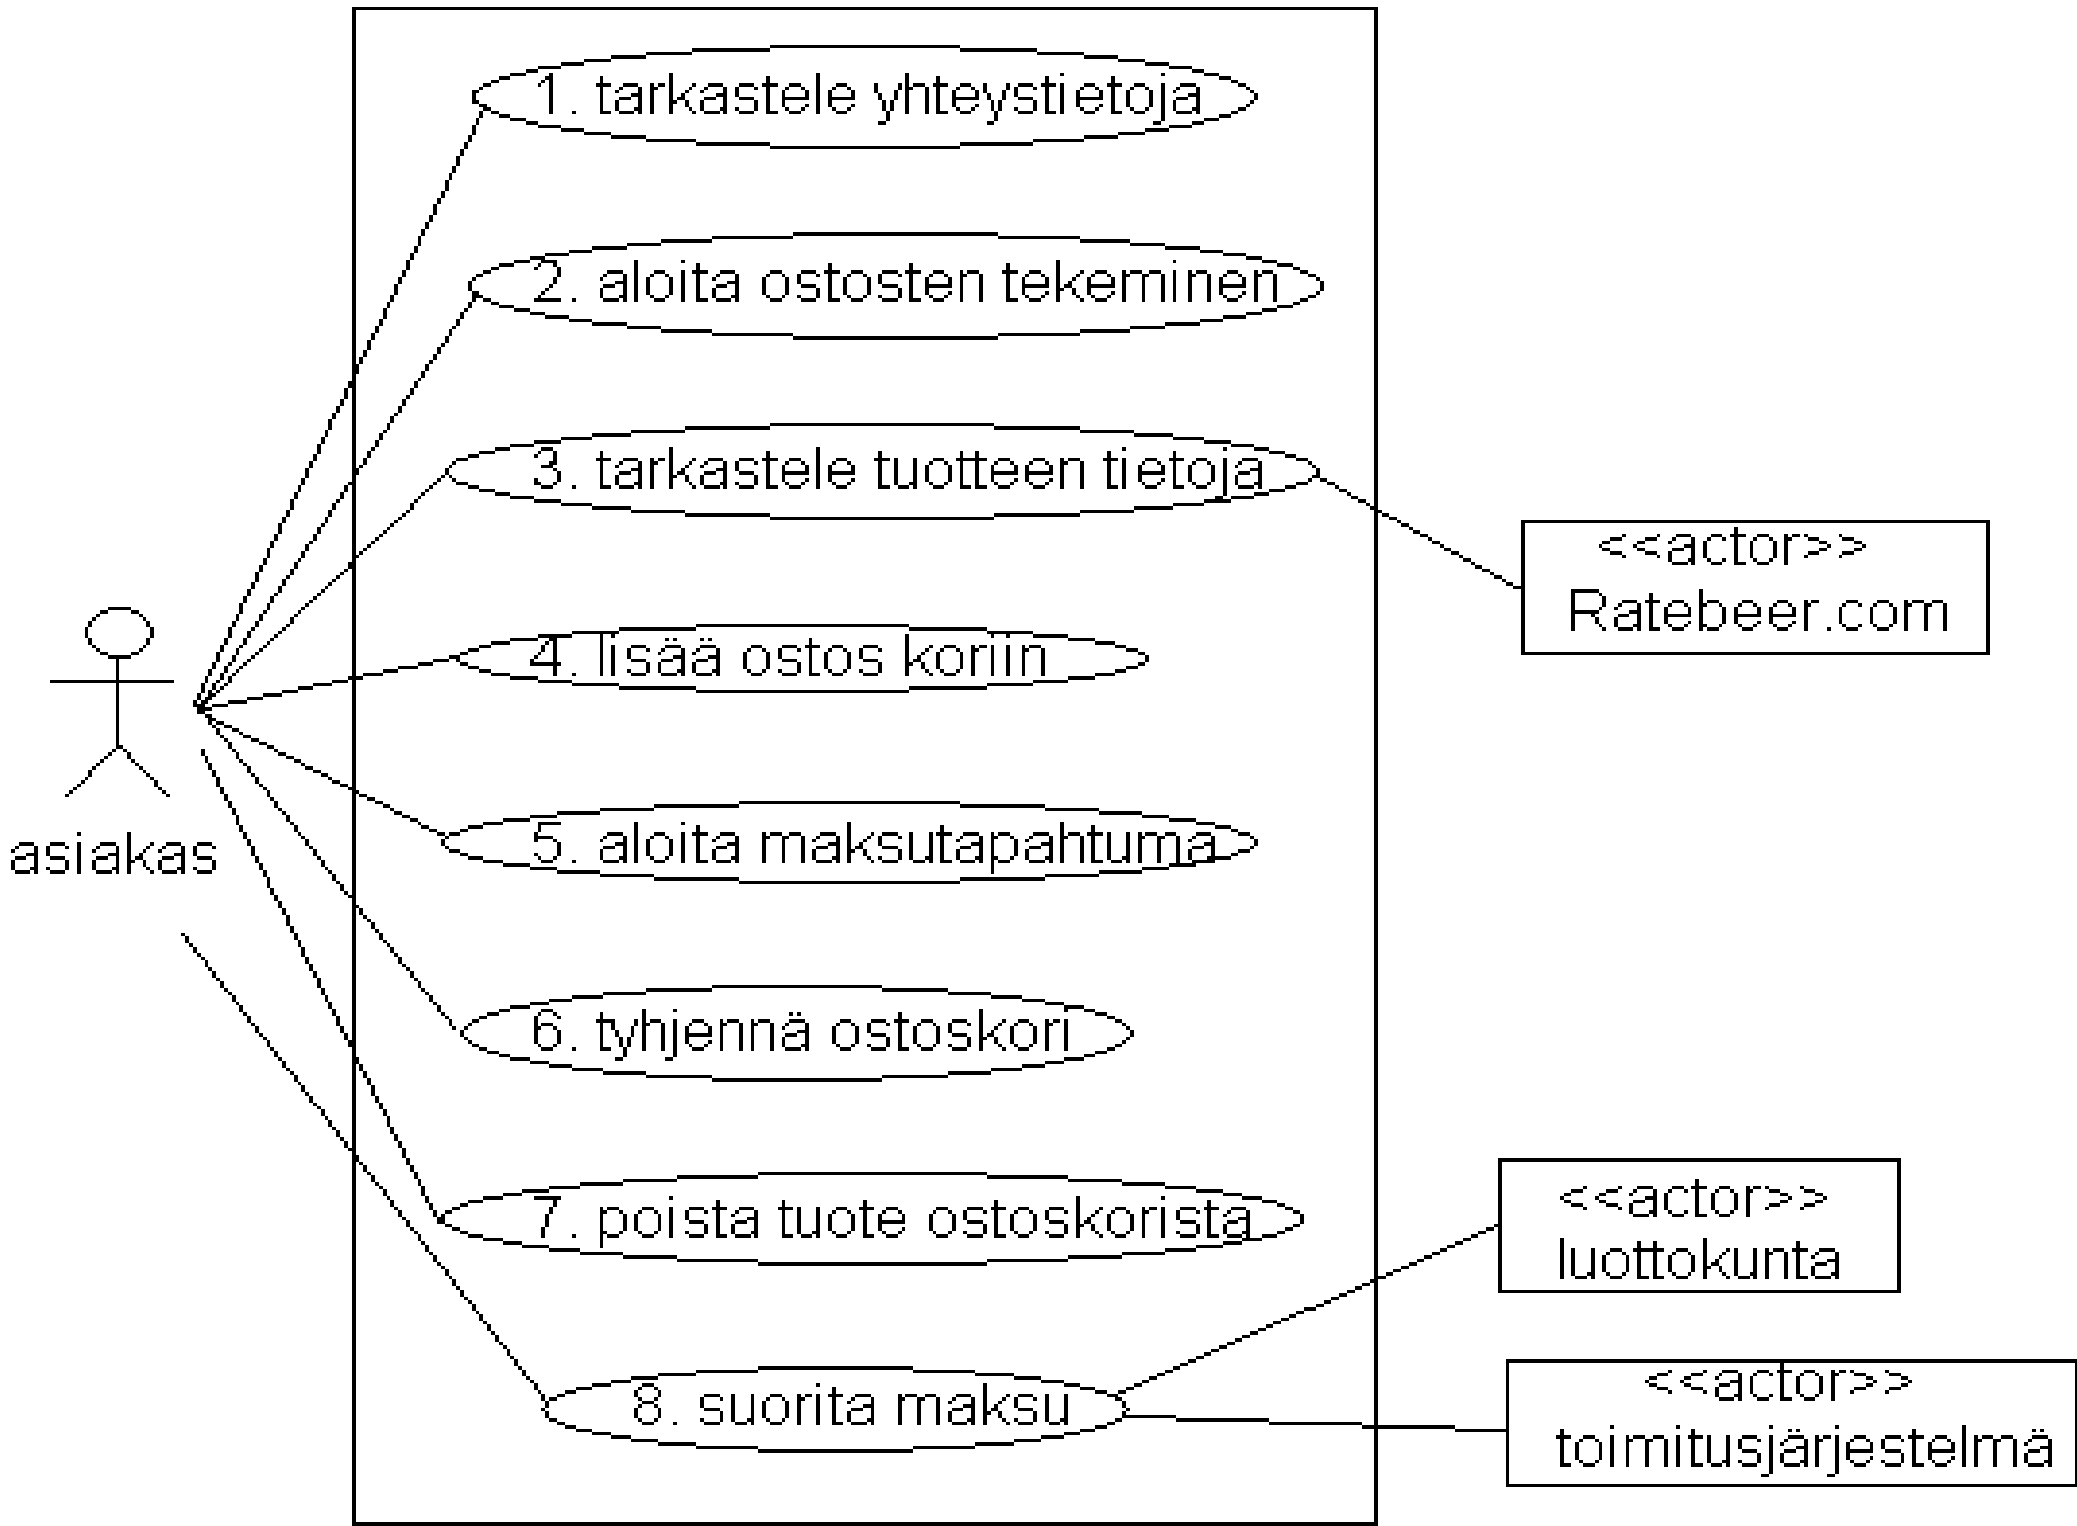 1. tarkastele yhteystietoja
2. aloita ostosten tekeminen
3. tarkastele tuotteen tietoja
<<actor>>
Ratebeer.com
4. lisää ostos koriin
5. aloita maksutapahtuma
asiakas
6. tyhjennä ostoskori
7. poista tuote ostoskorista
<<actor>>
luottokunta
8. suorita maksu
<<actor>>
toimitusjärjestelmä